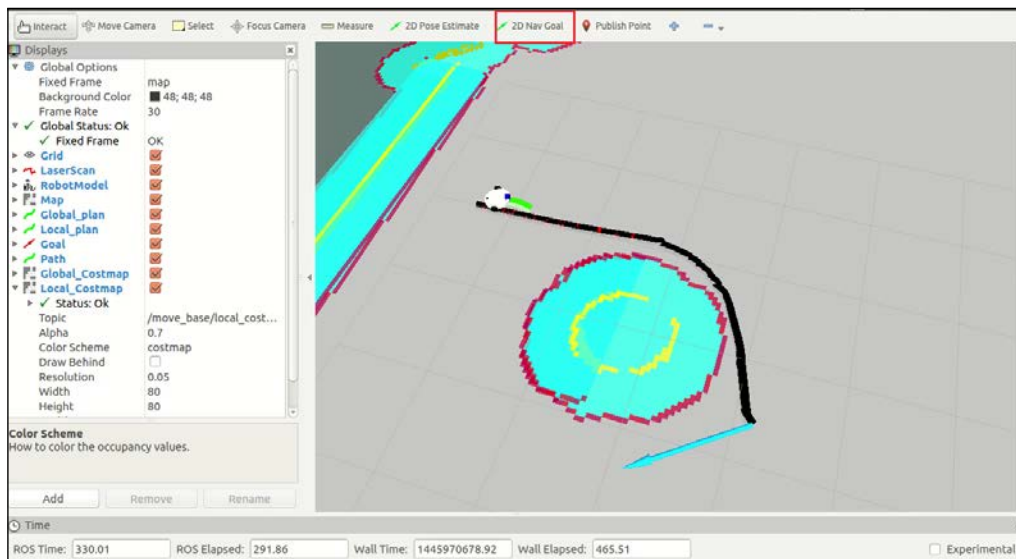 Interact Move Camera Select Focus Camera Measure 2D Pose Estimate 2D Nav Goal Publish Point
Displays
Global Options
Fixed Frame map
Background Color 48; 48; 48
Frame Rate 30
Global Status: Ok
Fixed Frame OK
Grid
LaserScan
RobotModel
Map
Global_plan
Local_plan
Goal
Path
Global_Costmap
Local_Costmap
Status: Ok
Topic /move_base/local_cost...
Alpha 0.7
Color Scheme costmap
Draw Behind
Resolution 0.05
Width 80
Height 80
Color Scheme
How to color the occupancy values.
Add Remove Rename
Time
ROS Time: 330.01 ROS Elapsed: 291.86 Wall Time: 1445970678.92 Wall Elapsed: 465.51 Experimental